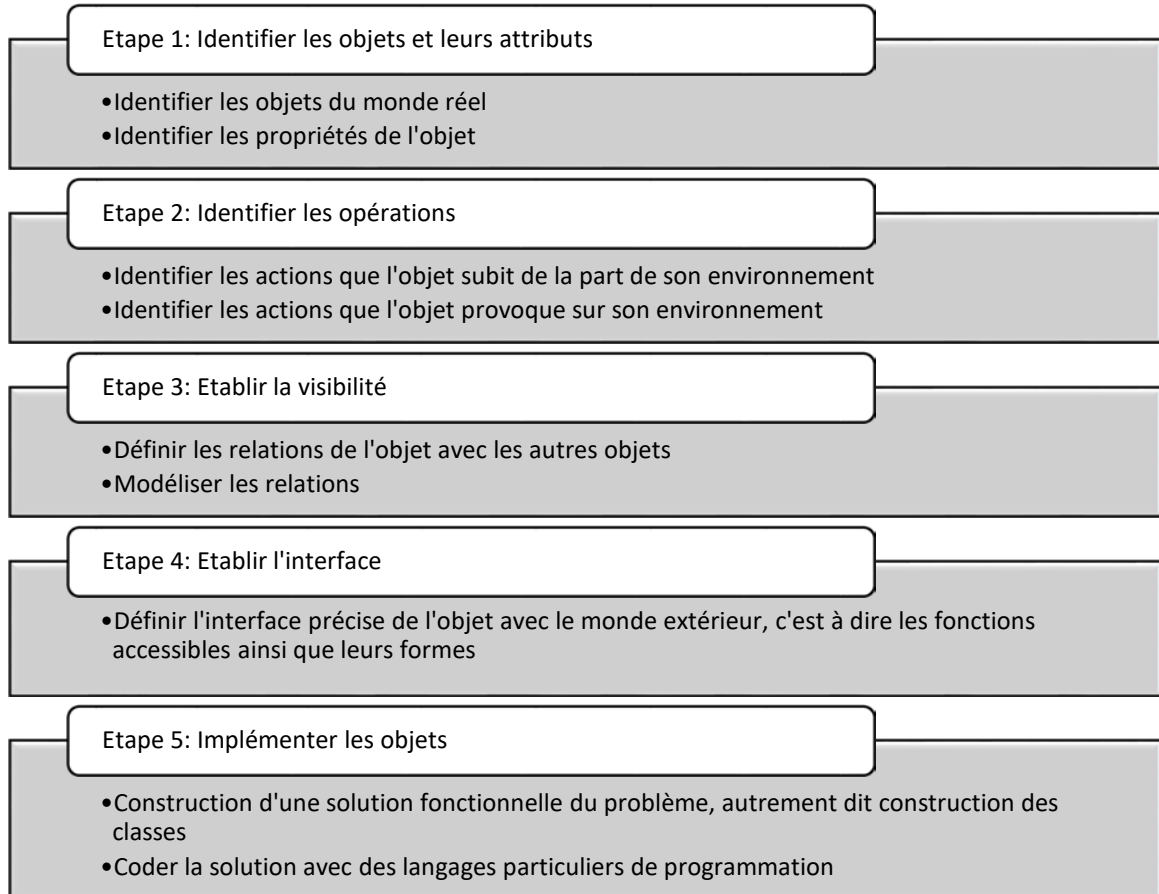 Etape 1: Identifier les objets et leurs attributs
•Identifier les objets du monde réel
•Identifier les propriétés de l'objet
Etape 2: Identifier les opérations
•Identifier les actions que l'objet subit de la part de son environnement
•Identifier les actions que l'objet provoque sur son environnement
Etape 3: Etablir la visibilité
•Définir les relations de l'objet avec les autres objets
•Modéliser les relations
Etape 4: Etablir l'interface
•Définir l'interface précise de l'objet avec le monde extérieur, c'est à dire les fonctions
accessibles ainsi que leurs formes
Etape 5: Implémenter les objets
•Construction d'une solution fonctionnelle du problème, autrement dit construction des
classes
•Coder la solution avec des langages particuliers de programmation